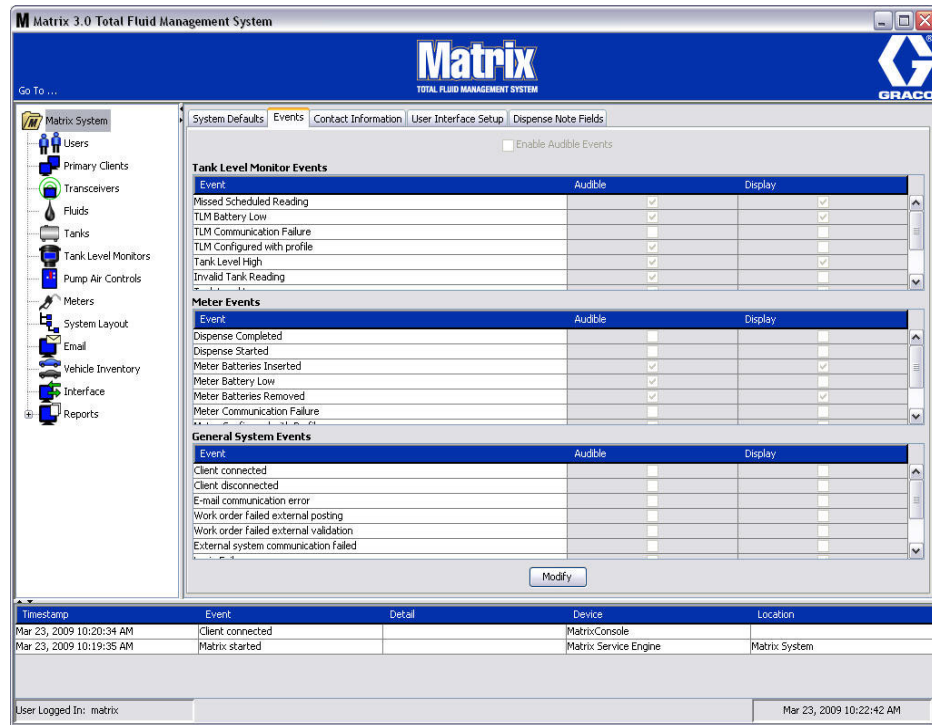 Matrix 3.0 Total Fluid Management System
Matrix
TOTAL FLUID MANAGEMENT SYSTEM
Go To ...
GRACO
Matrix System
Users
Primary Clients
Transceivers
Fluids
Tanks
Tank Level Monitors
Pump Air Controls
Meters
System Layout
Email
Vehicle Inventory
Interface
Reports
System Defaults Events Contact Information User Interface Setup Dispense Note Fields
Enable Audible Events
Tank Level Monitor Events
Event Audible Display
Missed Scheduled Reading
TLM Battery Low
TLM Communication Failure
TLM Configured with profile
Tank Level High
Invalid Tank Reading
Meter Events
Event Audible Display
Dispense Completed
Dispense Started
Meter Batteries Inserted
Meter Battery Low
Meter Batteries Removed
Meter Communication Failure
General System Events
Event Audible Display
Client connected
Client disconnected
E-mail communication error
Work order failed external posting
Work order failed external validation
External system communication failed
Modify
Timestamp Event Detail Device Location
Mar 23, 2009 10:20:34 AM Client connected MatrixConsole
Mar 23, 2009 10:19:35 AM Matrix started Matrix Service Engine Matrix System
User Logged In: matrix Mar 23, 2009 10:22:42 AM